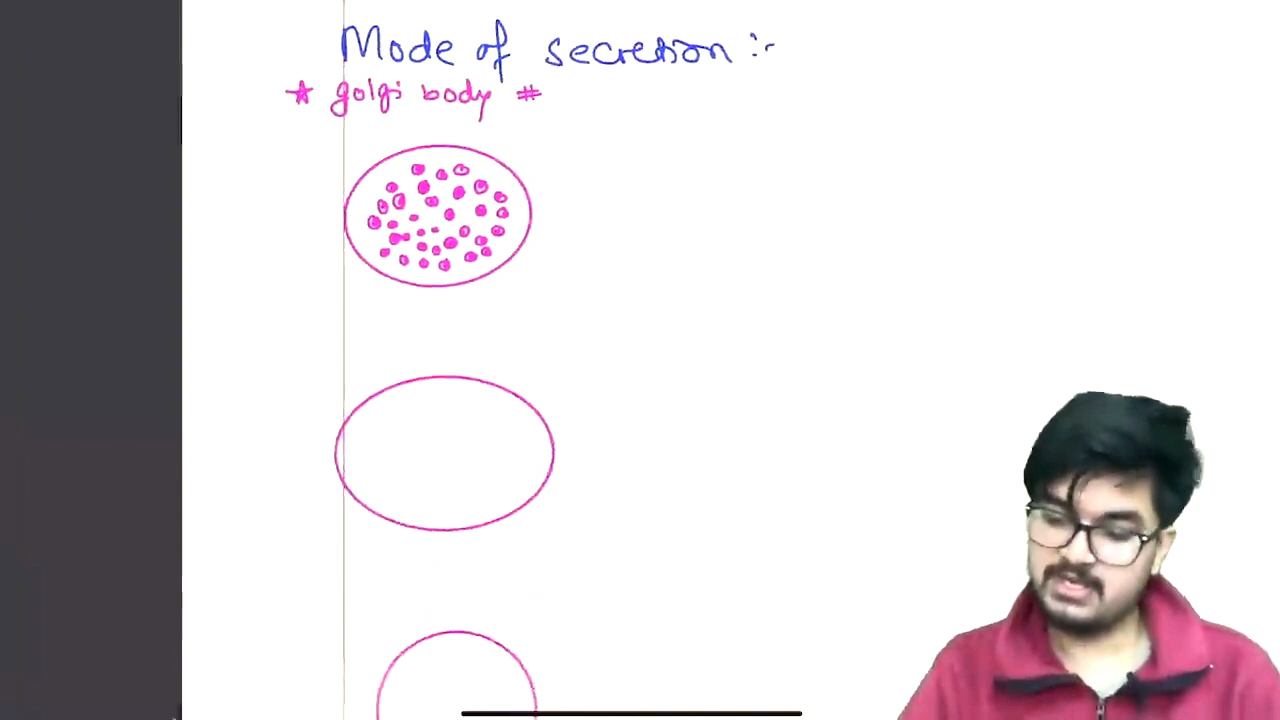 Mode of secretion :-
★ golgi body #